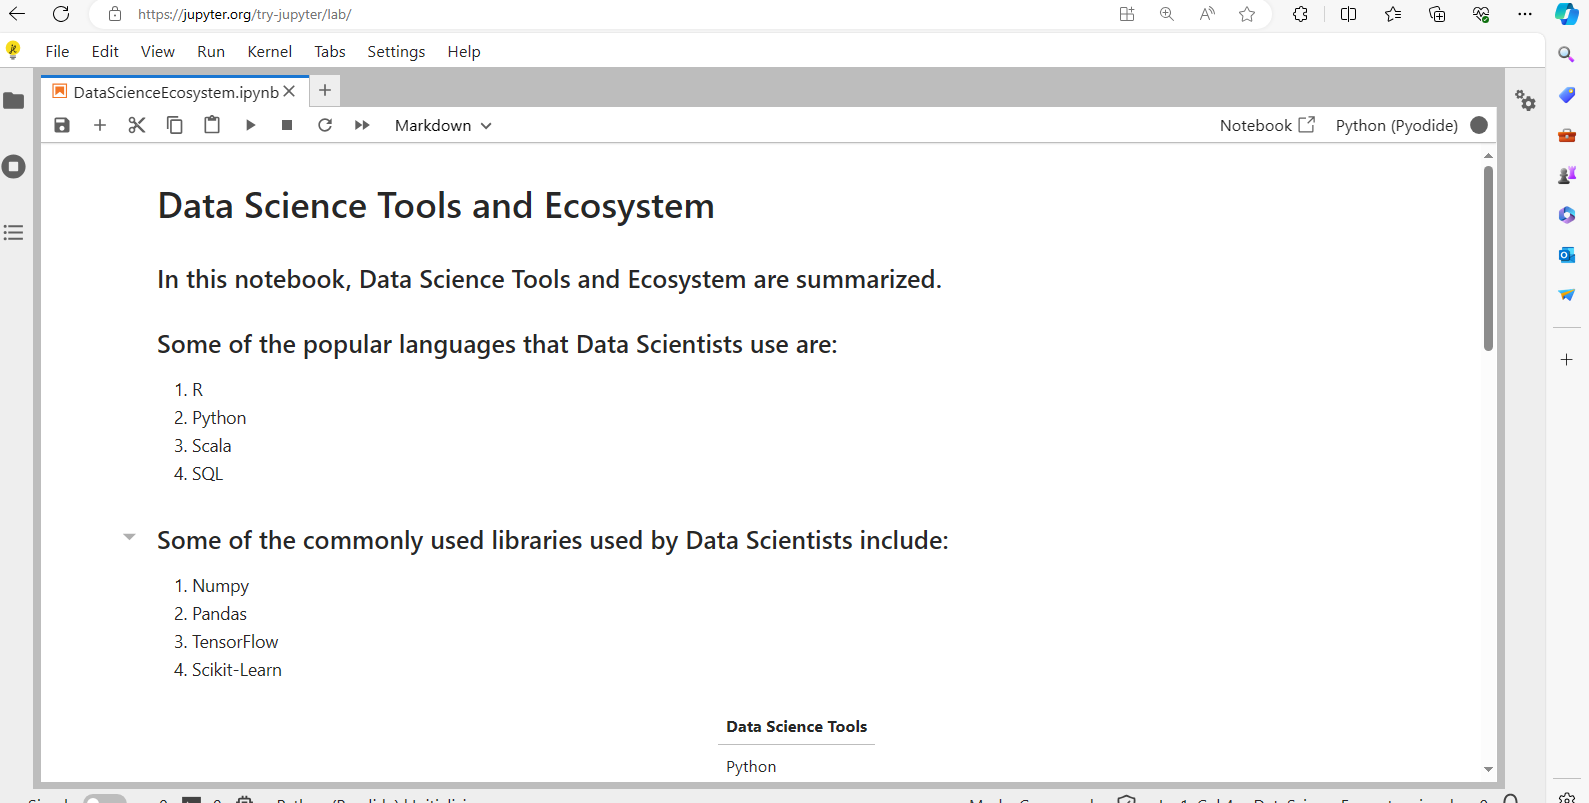 https://jupyter.org/try-jupyter/lab/
File Edit View Run Kernel Tabs Settings Help
DataScienceEcosystem.ipynb
Markdown
Notebook
Python (Pyodide)
Data Science Tools and Ecosystem
In this notebook, Data Science Tools and Ecosystem are summarized.
Some of the popular languages that Data Scientists use are:
1. R
2. Python
3. Scala
4. SQL
Some of the commonly used libraries used by Data Scientists include:
1. Numpy
2. Pandas
3. TensorFlow
4. Scikit-Learn
Data Science Tools
Python